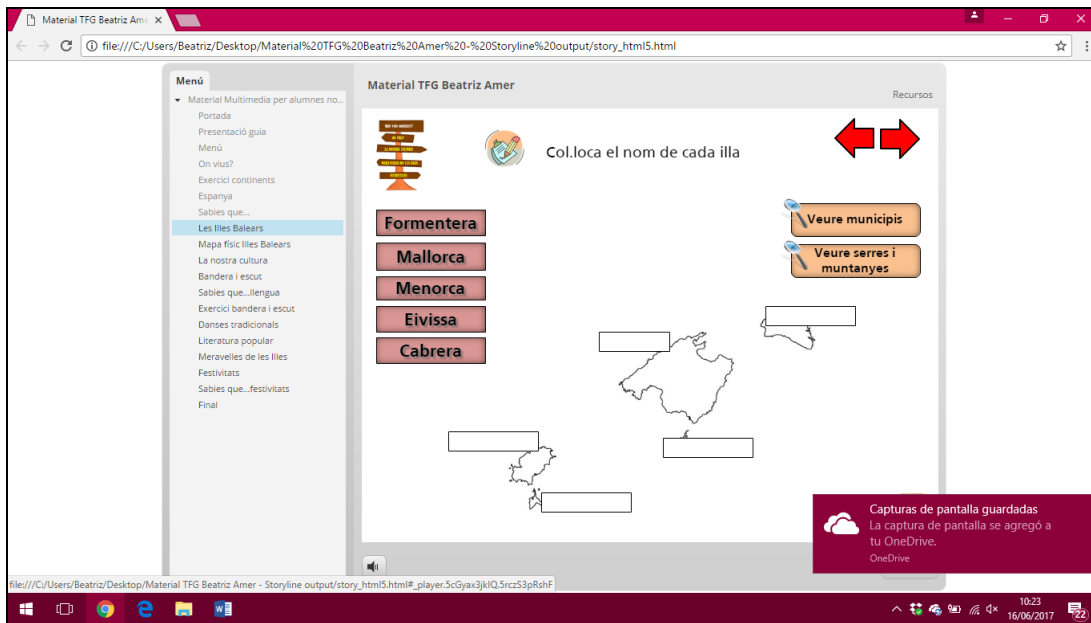 Material TFG Beatriz Ame
file:///C:/Users/Beatriz/Desktop/Material%20TFG%20Beatriz%20Amer%20-%20Storyline%20output/story_html5.html
Menú
Material Multimedia per alumnes no...
Portada
Presentació guia
Menú
On vius?
Exercici continents
Espanya
Sabies que...
Les Illes Balears
Mapa físic Illes Balears
La nostra cultura
Bandera i escut
Sabies que...llengua
Exercici bandera i escut
Danses tradicionals
Literatura popular
Meravelles de les Illes
Festivitats
Sabies que...festivitats
Final
Material TFG Beatriz Amer
Recursos
Col.loca el nom de cada illa
Formentera
Mallorca
Menorca
Eivissa
Cabrera
Veure municipis
Veure serres i
muntanyes
Capturas de pantalla guardadas
La captura de pantalla se agregó a
tu OneDrive.
OneDrive
file:///C:/Users/Beatriz/Desktop/Material TFG Beatriz Amer - Storyline output/story_html5.html#_player.5cGyax3jkIQ.5rczS3pRshF
10:23
16/06/2017
22